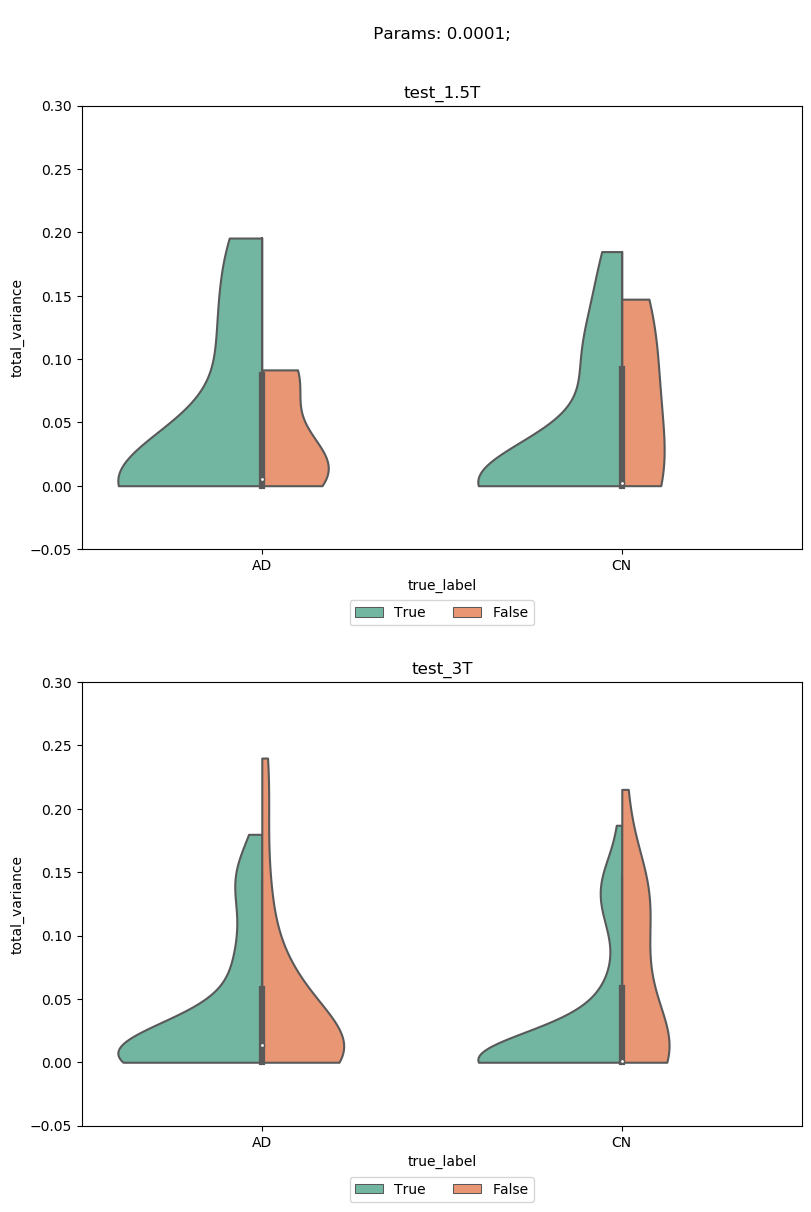 Params: 0.0001;
test_1.5T
0.30
0.25
0.20
0.15
0.10
0.05
0.00
−0.05
total_variance
AD CN
true_label
True False
test_3T
0.30
0.25
0.20
0.15
0.10
0.05
0.00
−0.05
total_variance
AD CN
true_label
True False